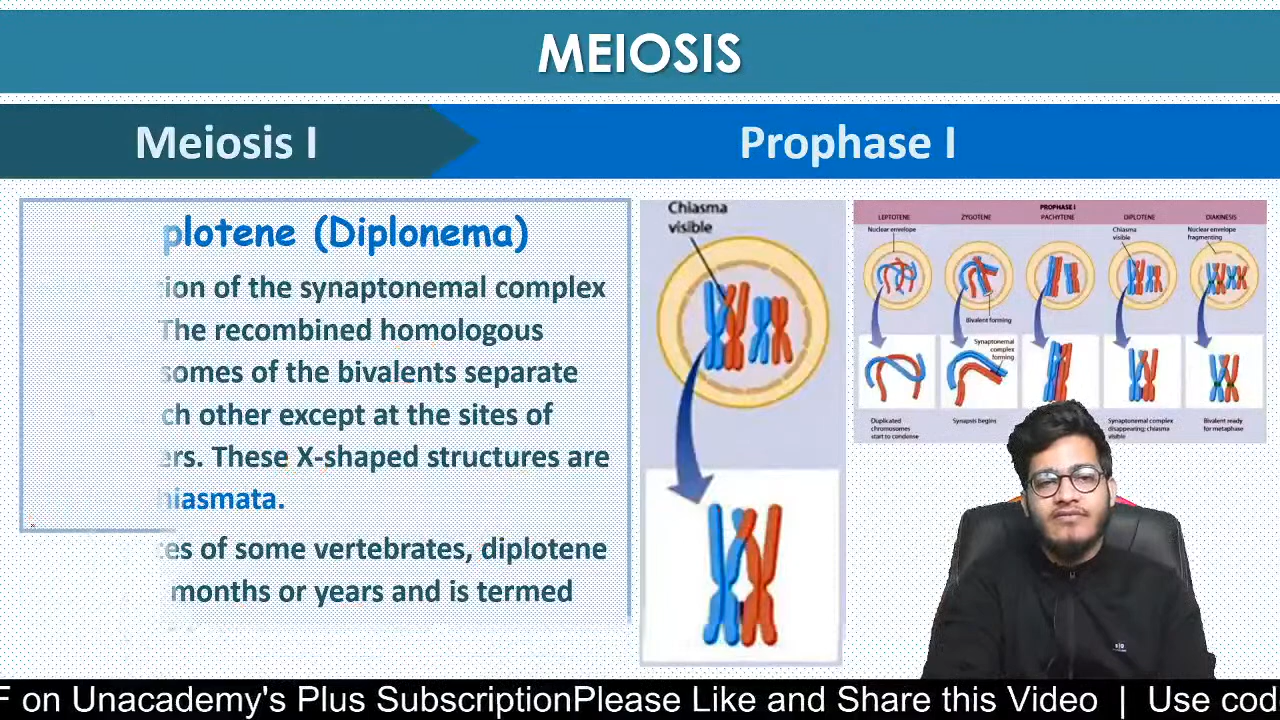 MEIOSIS
Meiosis I
Prophase I
plotene (Diplonema)
ion of the synaptonemal complex
The recombined homologous
somes of the bivalents separate
ch other except at the sites of
ers. These X-shaped structures are
hiasmata.
es of some vertebrates, diplotene
months or years and is termed
Chiasma
visible
PROPHASE I
LEPTOTENE
ZYGOTENE
PACHYTENE
DIPLOTENE
DIAKINESIS
Nuclear envelope
Chiasma
visible
Nuclear envelope
fragmenting
Bivalent forming
Synaptonemal
complex
forming
Duplicated
chromosomes
start to condense
Synapsis begins
Synaptonemal complex
disappearing; chiasma
visible
Bivalent ready
for metaphase
F on Unacademy's Plus SubscriptionPlease Like and Share this Video | Use cod